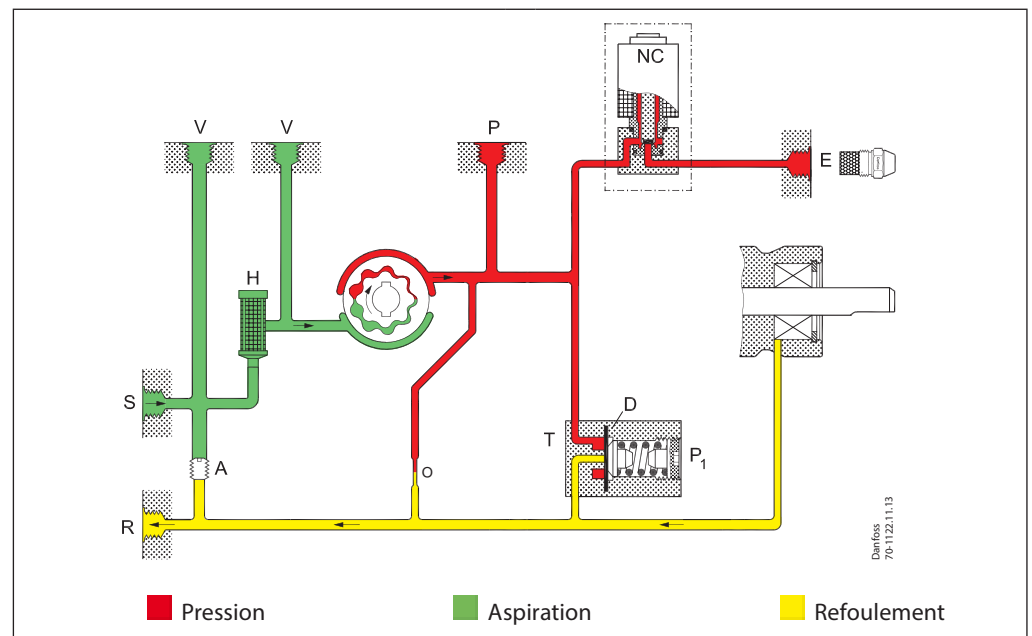 NC
V V P
E
H
S
D
T P1
A
O
R
Danfoss
70-1122.11.13
Pression Aspiration Refoulement